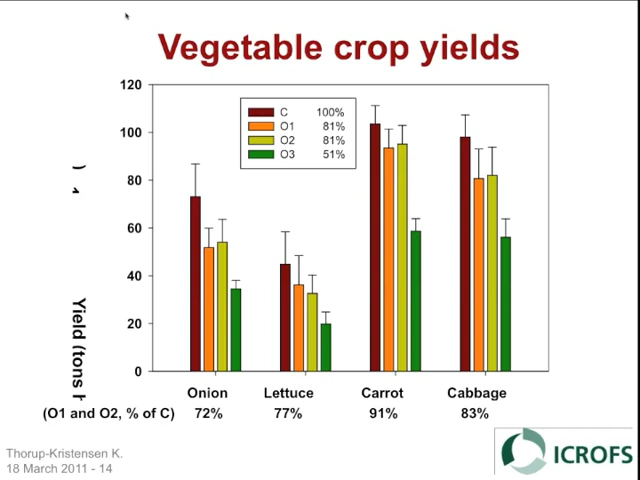 Vegetable crop yields
120
100
80
60
40
20
0
Yield (tons
C 100%
O1 81%
O2 81%
O3 51%
Onion Lettuce Carrot Cabbage
(O1 and O2, % of C) 72% 77% 91% 83%
Thorup-Kristensen K.
18 March 2011 - 14
ICROFS